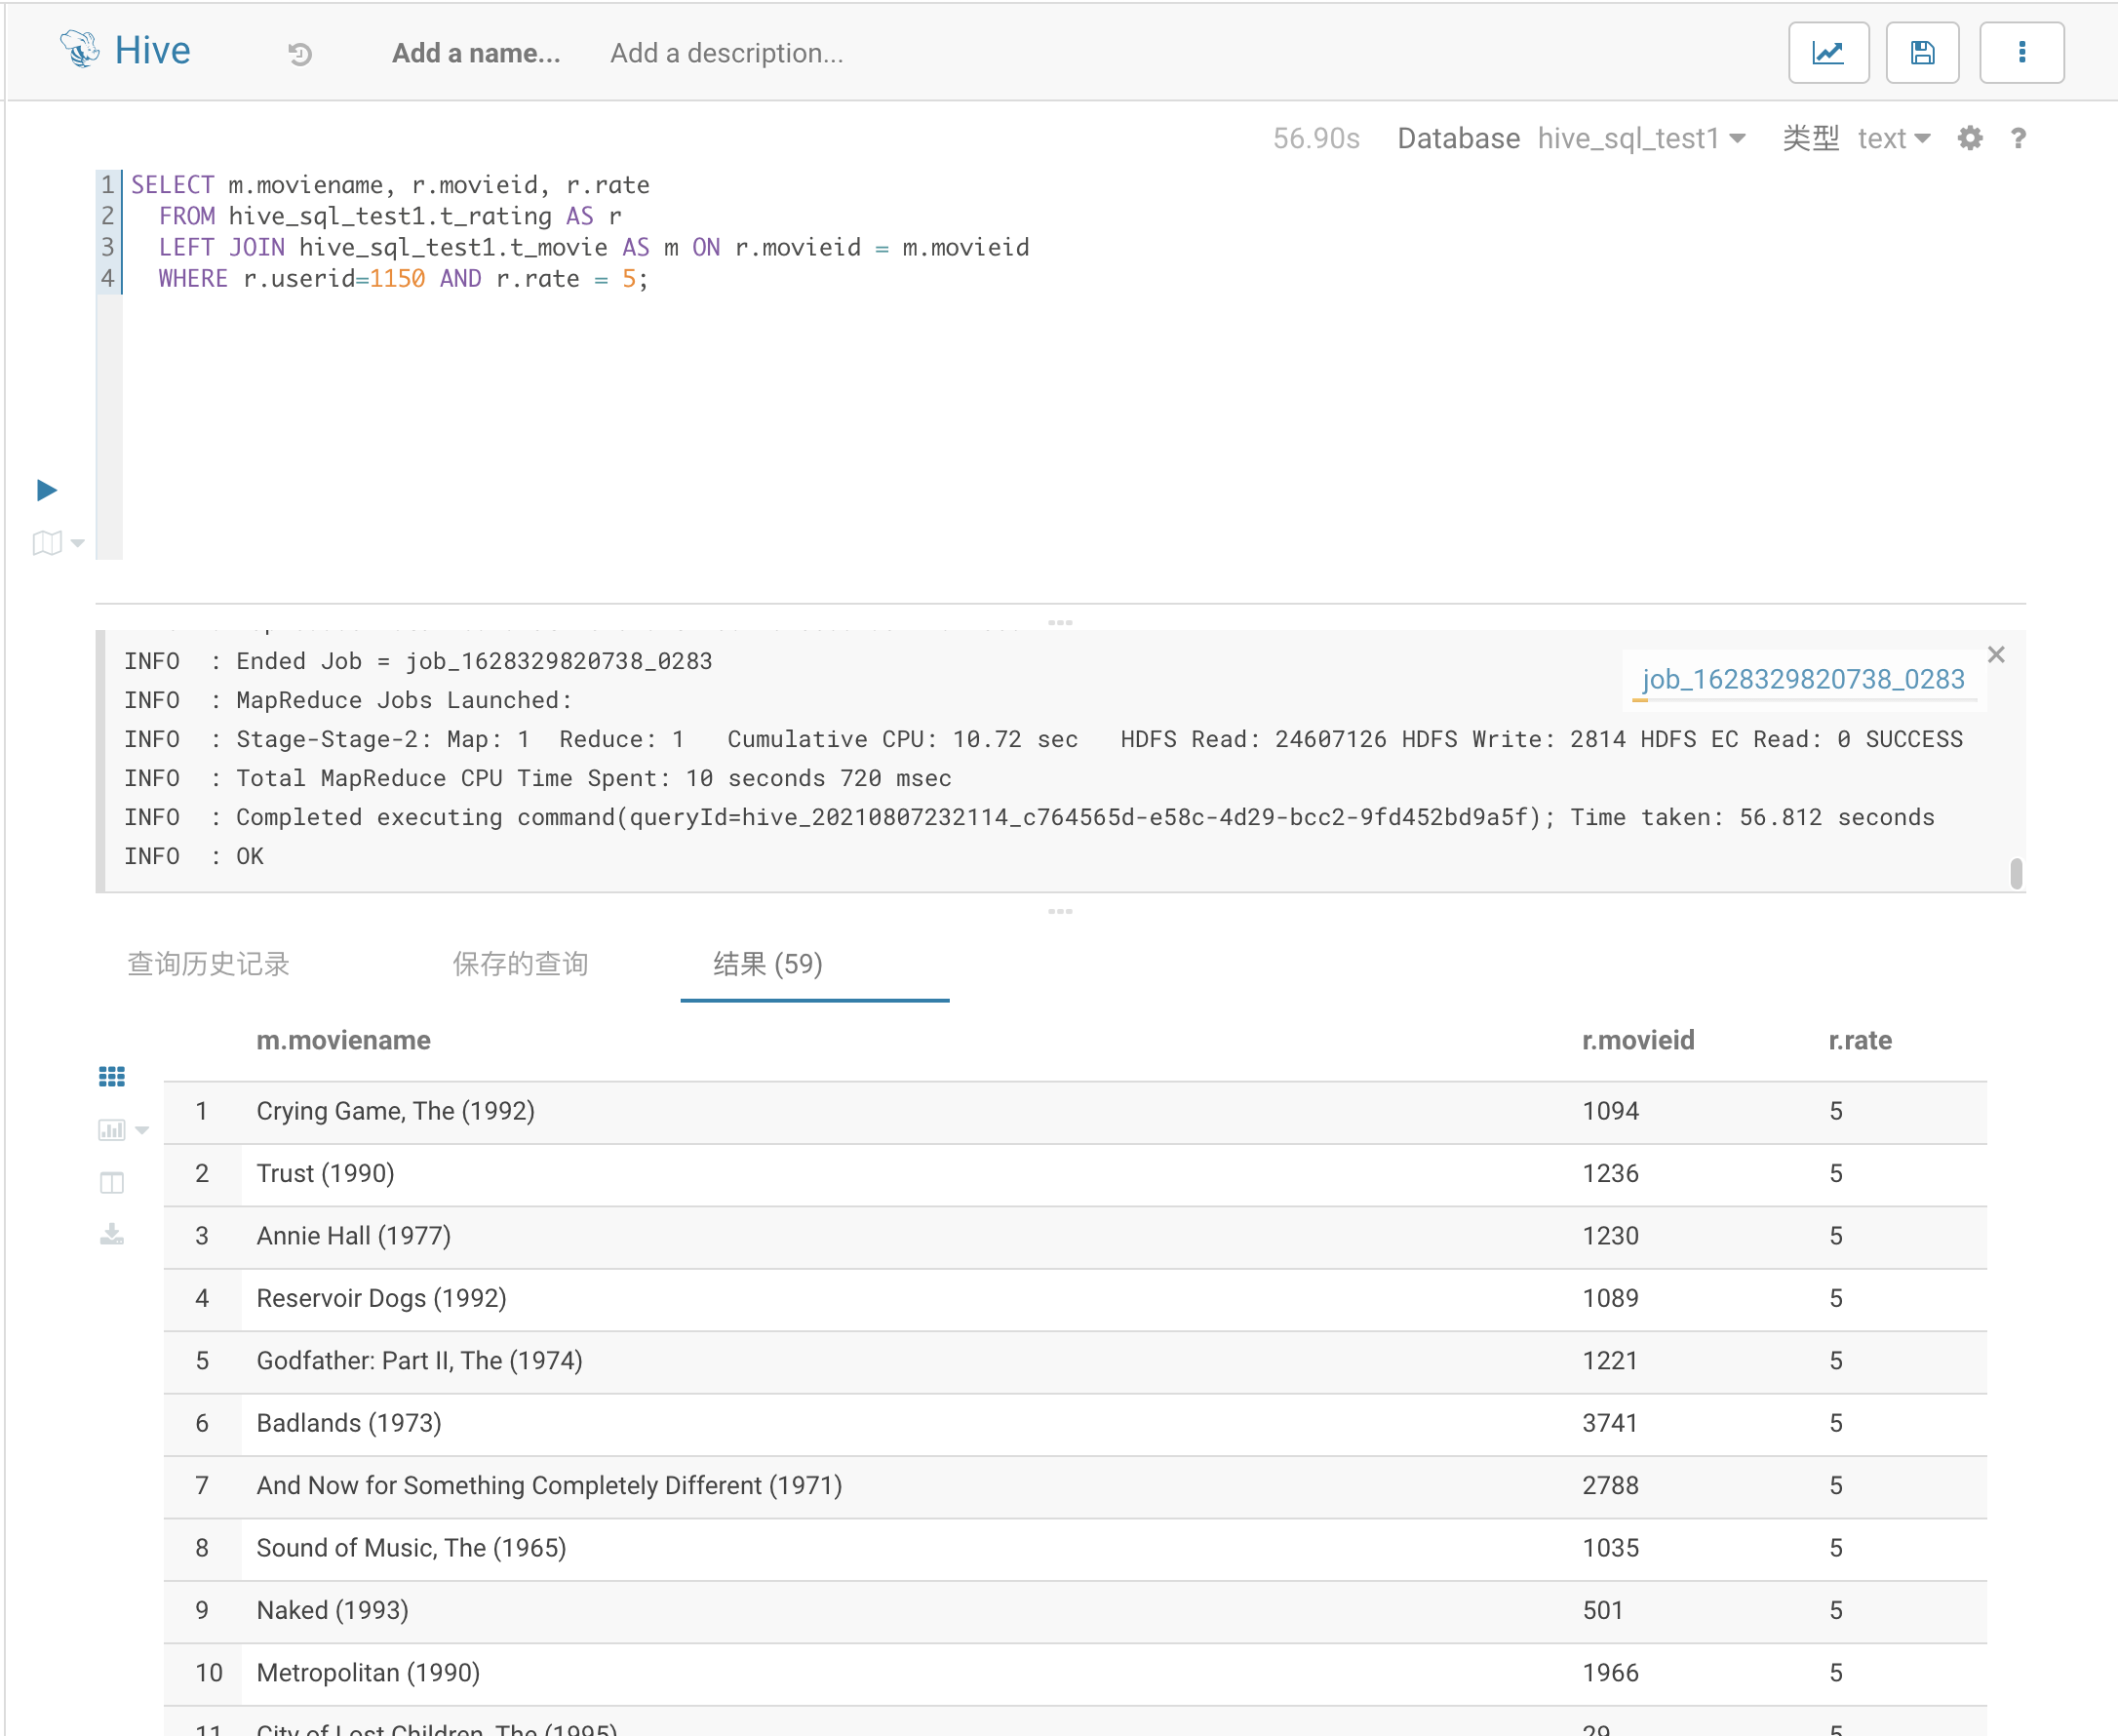 Hive Add a name... Add a description...
56.90s Database hive_sql_test1 类型 text ?
1 SELECT m.moviename, r.movieid, r.rate
2 FROM hive_sql_test1.t_rating AS r
3 LEFT JOIN hive_sql_test1.t_movie AS m ON r.movieid = m.movieid
4 WHERE r.userid=1150 AND r.rate = 5;
INFO : Ended Job = job_1628329820738_0283
job_1628329820738_0283
INFO : MapReduce Jobs Launched:
INFO : Stage-Stage-2: Map: 1 Reduce: 1 Cumulative CPU: 10.72 sec HDFS Read: 24607126 HDFS Write: 2814 HDFS EC Read: 0 SUCCESS
INFO : Total MapReduce CPU Time Spent: 10 seconds 720 msec
INFO : Completed executing command(queryId=hive_20210807232114_c764565d-e58c-4d29-bcc2-9fd452bd9a5f); Time taken: 56.812 seconds
INFO : OK
查询历史记录 保存的查询 结果 (59)
m.moviename r.movieid r.rate
1 Crying Game, The (1992) 1094 5
2 Trust (1990) 1236 5
3 Annie Hall (1977) 1230 5
4 Reservoir Dogs (1992) 1089 5
5 Godfather: Part II, The (1974) 1221 5
6 Badlands (1973) 3741 5
7 And Now for Something Completely Different (1971) 2788 5
8 Sound of Music, The (1965) 1035 5
9 Naked (1993) 501 5
10 Metropolitan (1990) 1966 5
11 City of Lost Children, The (1995) 29 5